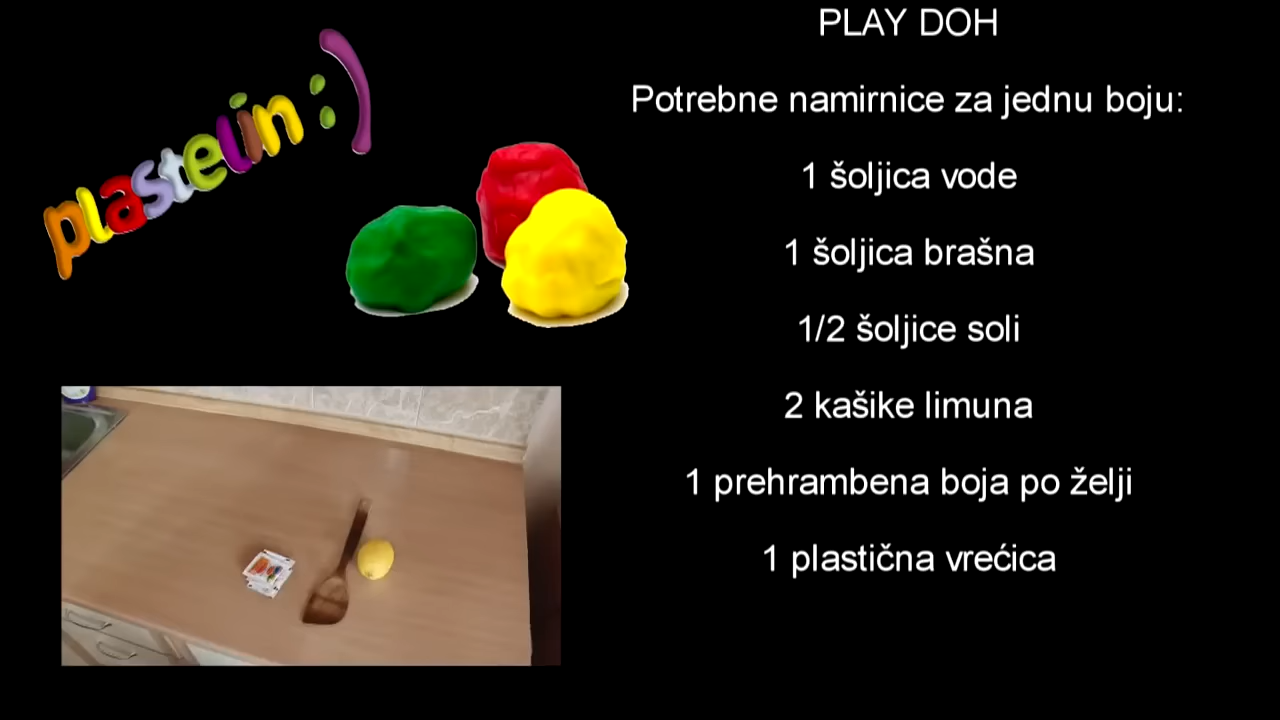 plastelin :)
PLAY DOH
Potrebne namirnice za jednu boju:
1 šoljica vode
1 šoljica brašna
1/2 šoljice soli
2 kašike limuna
1 prehrambena boja po želji
1 plastična vrećica